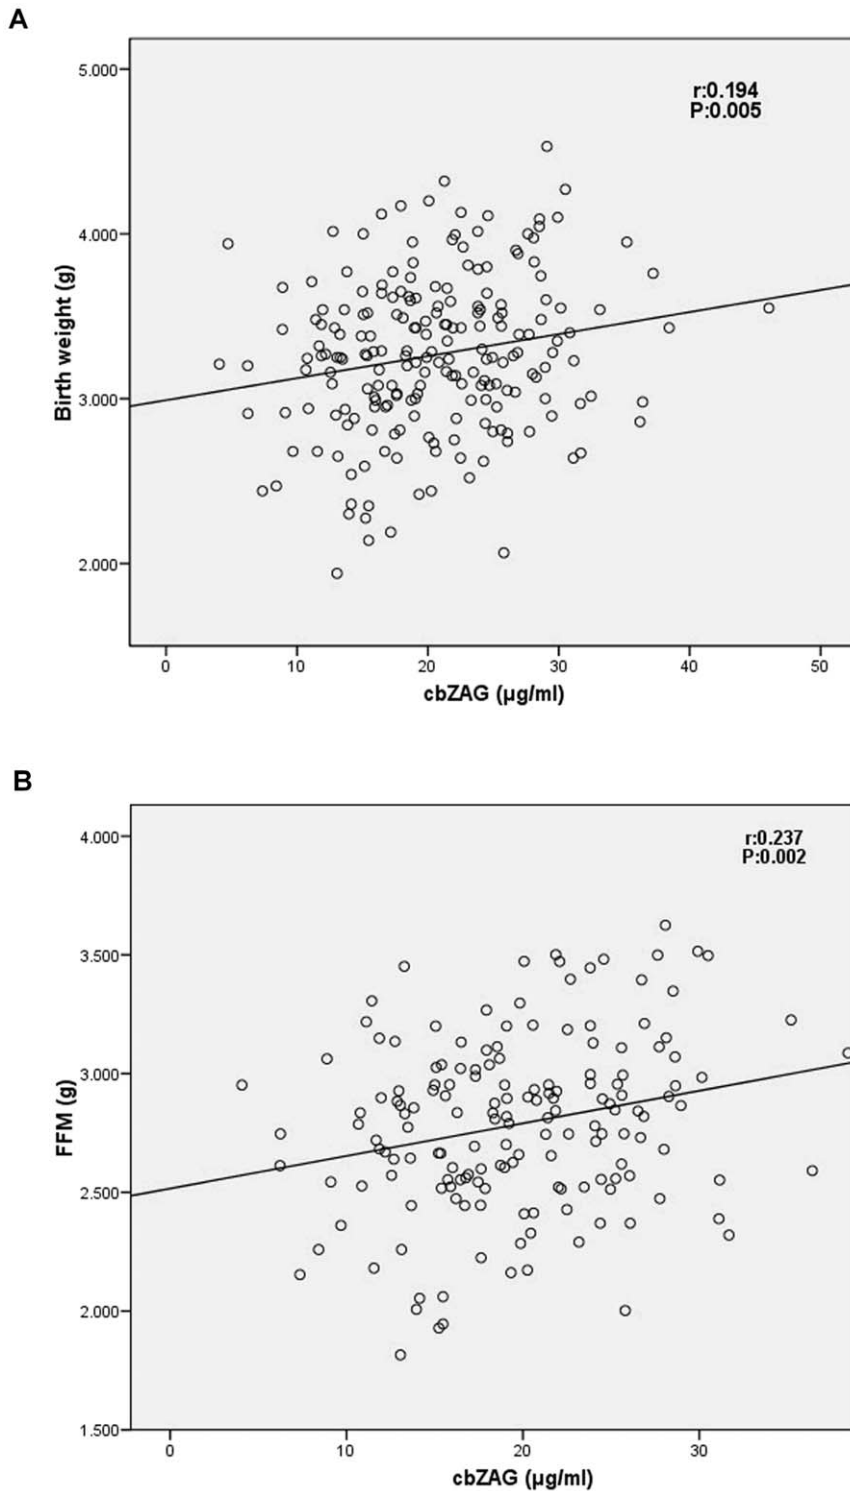 A
5.000
4.000
3.000
2.000
Birth weight (g)
r:0.194
P:0.005
0 10 20 30 40 50
cbZAG (µg/ml)
B
4.000
3.500
3.000
2.500
2.000
1.500
FFM (g)
r:0.237
P:0.002
0 10 20 30
cbZAG (µg/ml)